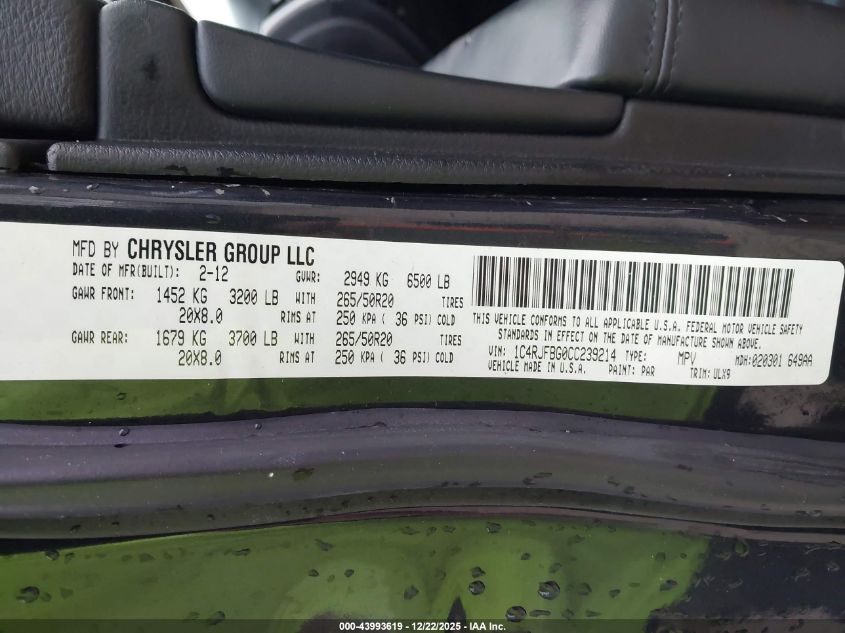 MFD BY CHRYSLER GROUP LLC
DATE OF MFR(BUILT): 2-12 GVWR: 2949 KG 6500 LB
GAWR FRONT: 1452 KG 3200 LB WITH 265/50R20 TIRES
20X8.0 RIMS AT 250 KPA ( 36 PSI) COLD
GAWR REAR: 1679 KG 3700 LB WITH 265/50R20 TIRES
20X8.0 RIMS AT 250 KPA ( 36 PSI) COLD
THIS VEHICLE CONFORMS TO ALL APPLICABLE U.S.A. FEDERAL MOTOR VEHICLE SAFETY
STANDARDS IN EFFECT ON THE DATE OF MANUFACTURE SHOWN ABOVE.
VIN: 1C4RJFBG0CC239214 TYPE: MPV MDH:020301 649AA
VEHICLE MADE IN U.S.A. PAINT: PAR TRIM: ULX9
000-43993619 - 12/22/2025 - IAA Inc.